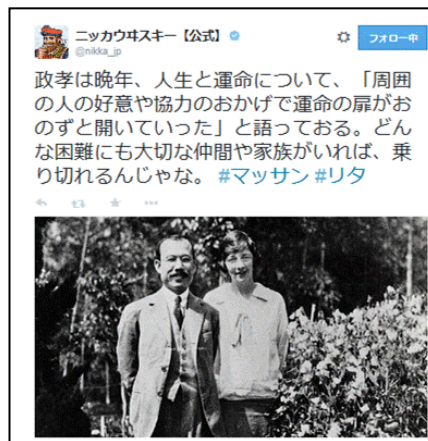 ニッカウヰスキー【公式】
@nikka_jp
フォロー中
政孝は晩年、人生と運命について、「周囲
の人の好意や協力のおかげで運命の扉がお
のずと開いていった」と語っておる。どん
な困難にも大切な仲間や家族がいれば、乗
り切れるんじゃな。 #マッサン #リタ